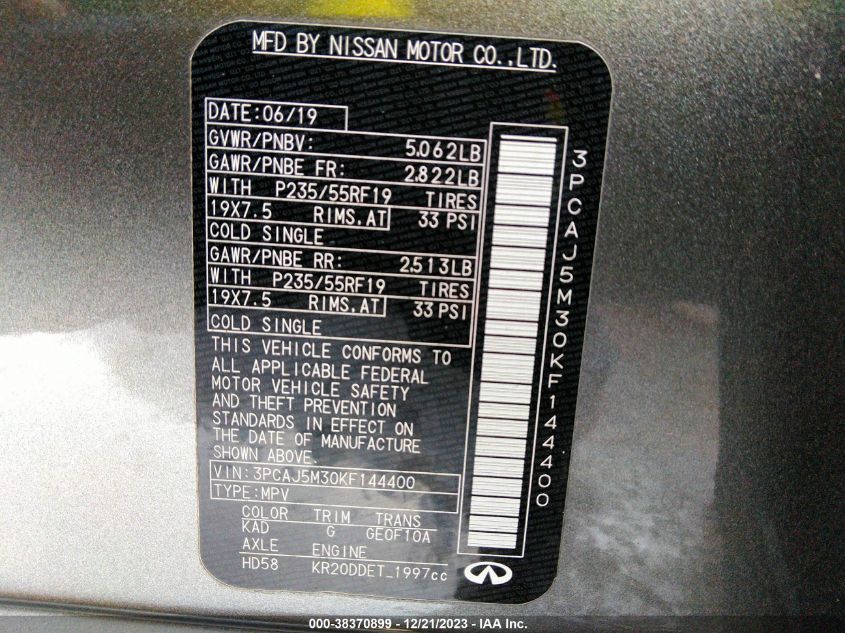 MFD BY NISSAN MOTOR CO.,LTD.
DATE:06/19
GVWR/PNBV: 5,062LB
GAWR/PNBE FR: 2,822LB
WITH P235/55RF19 TIRES
19X7.5 RIMS.AT 33 PSI
COLD SINGLE
GAWR/PNBE RR: 2,513LB
WITH P235/55RF19 TIRES
19X7.5 RIMS.AT 33 PSI
COLD SINGLE
THIS VEHICLE CONFORMS TO
ALL APPLICABLE FEDERAL
MOTOR VEHICLE SAFETY
AND THEFT PREVENTION
STANDARDS IN EFFECT ON
THE DATE OF MANUFACTURE
SHOWN ABOVE.
VIN: 3PCAJ5M30KF144400
TYPE:MPV
COLOR TRIM TRANS
KAD G GE0F10A
AXLE ENGINE
HD58 KR20DDET_1997cc
3PCAJ5M30KF144400
000-38370899 - 12/21/2023 - IAA Inc.